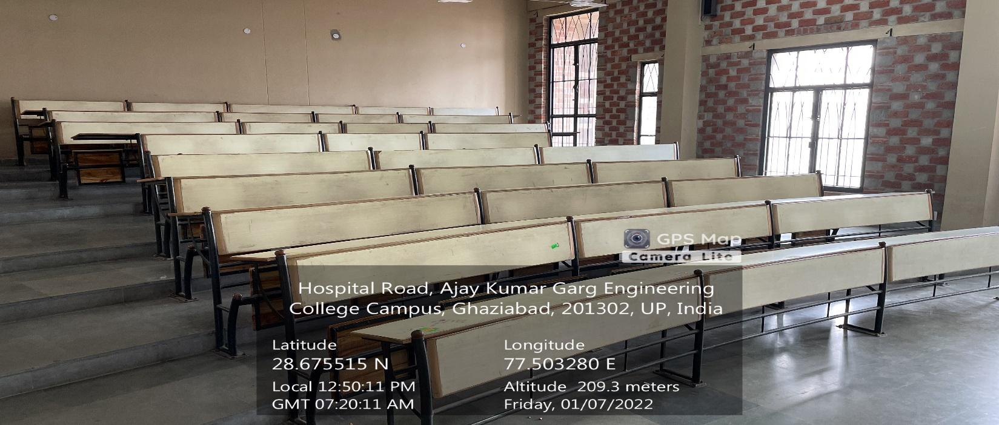 GPS Map
Camera Lite
Hospital Road, Ajay Kumar Garg Engineering
College Campus, Ghaziabad, 201302, UP, India
Latitude
28.675515 N
Longitude
77.503280 E
Local 12:50:11 PM
GMT 07:20:11 AM
Altitude 209.3 meters
Friday, 01/07/2022